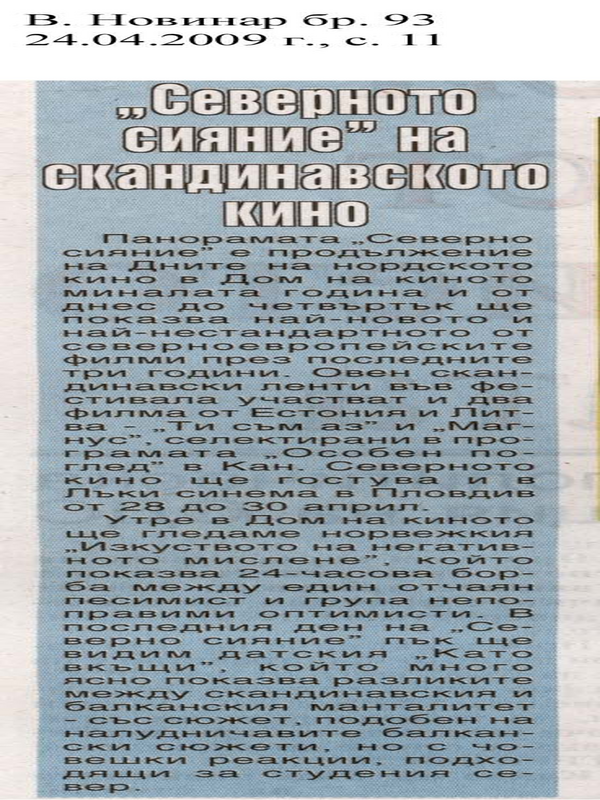 В. Новинар бр. 93
24.04.2009 г., с. 11
„Северното
сияние” на
скандинавското
кино
Панорамата „Северно
сияние” е продължение
на Дните на нордското
кино в Дом на киното
миналата година и от
днес до четвъртък ще
показва най-новото и
най-нестандартното от
северноевропейските
филми през последните
три години. Овен скан-
динавски ленти във фе-
стивала участват и два
филма от Естония и Лит-
ва - „Ти съм аз” и „Маг-
нус”, селектирани в про-
грамата „Особен по-
глед” в Кан. Северното
кино ще гостува и в
Лъки синема в Пловдив
от 28 до 30 април.
Утре в Дом на киното
ще гледаме норвежкия
„Изкуството на негатив-
ното мислене”, който
показва 24-часова бор-
ба между един отчаян
песимист и група непо-
правими оптимисти. В
последния ден на „Се-
верно сияние” пък ще
видим датския „Като
вкъщи”, който много
ясно показва разликите
между скандинавския и
балканския манталитет
- със сюжет, подобен на
налудничавите балкан-
ски сюжети, но с чо-
вешки реакции, подхо-
дящи за студения се-
вер.